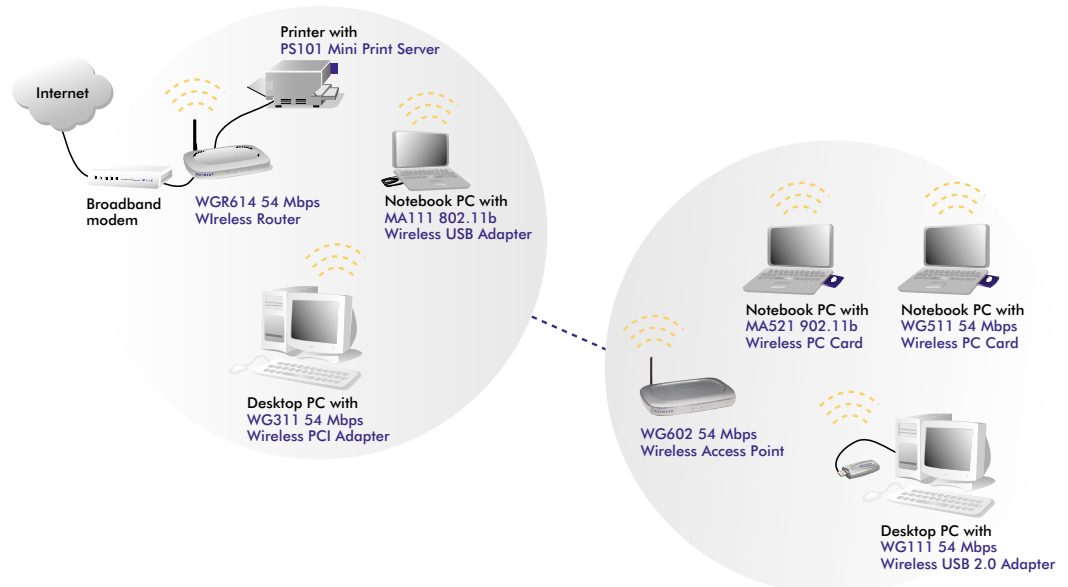 Printer with
PS101 Mini Print Server
Internet
Broadband
modem
WGR614 54 Mbps
WIreless Router
Notebook PC with
MA111 802.11b
Wireless USB Adapter
Desktop PC with
WG311 54 Mbps
Wireless PCI Adapter
Notebook PC with
MA521 902.11b
Wireless PC Card
Notebook PC with
WG511 54 Mbps
Wireless PC Card
WG602 54 Mbps
Wireless Access Point
Desktop PC with
WG111 54 Mbps
Wireless USB 2.0 Adapter